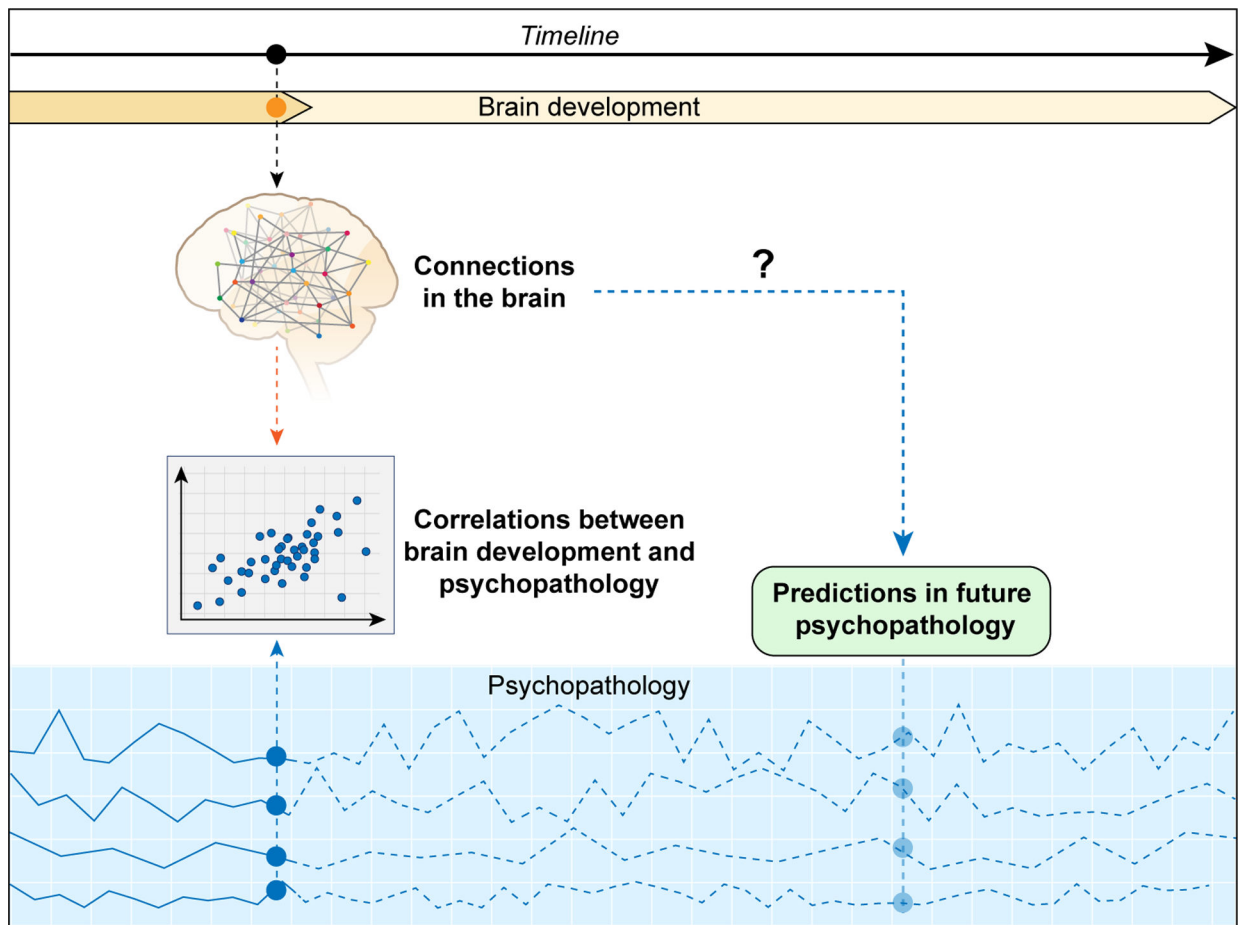 Timeline
Brain development
Connections
in the brain
?
Correlations between
brain development and
psychopathology
Predictions in future
psychopathology
Psychopathology